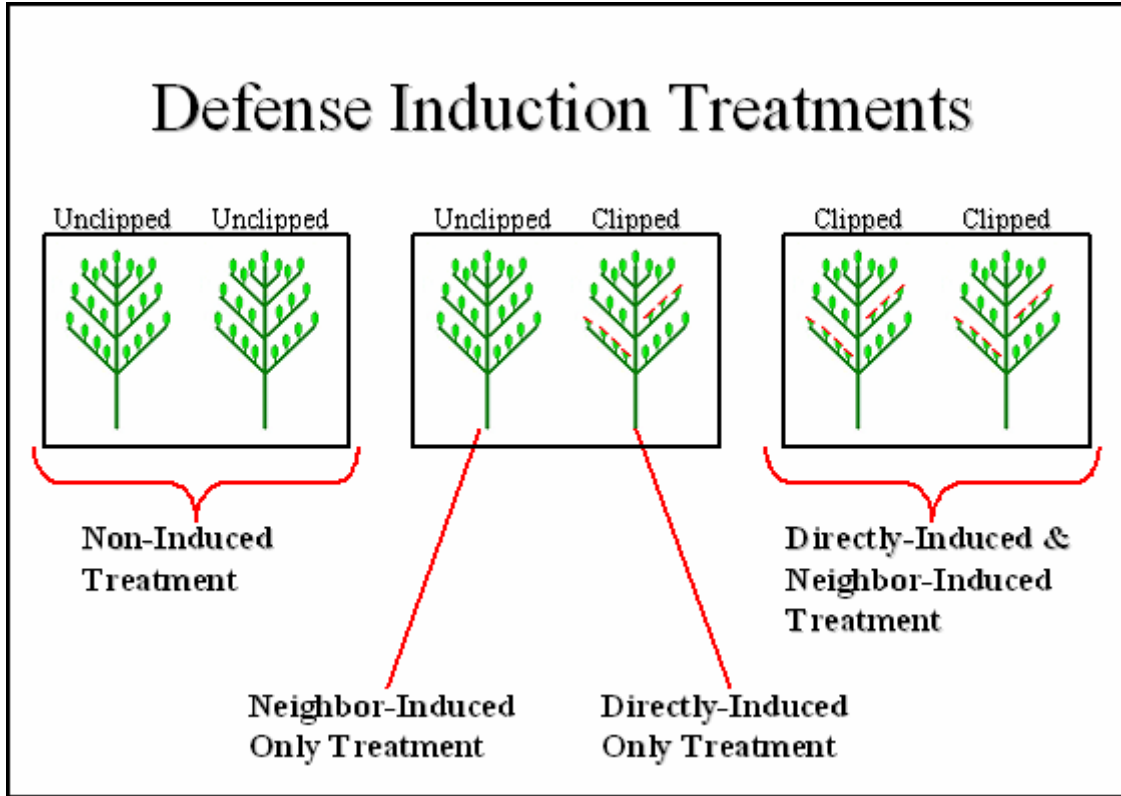 Defense Induction Treatments
Unclipped Unclipped
Unclipped Clipped
Clipped Clipped
Non-Induced
Treatment
Directly-Induced &
Neighbor-Induced
Treatment
Neighbor-Induced
Only Treatment
Directly-Induced
Only Treatment